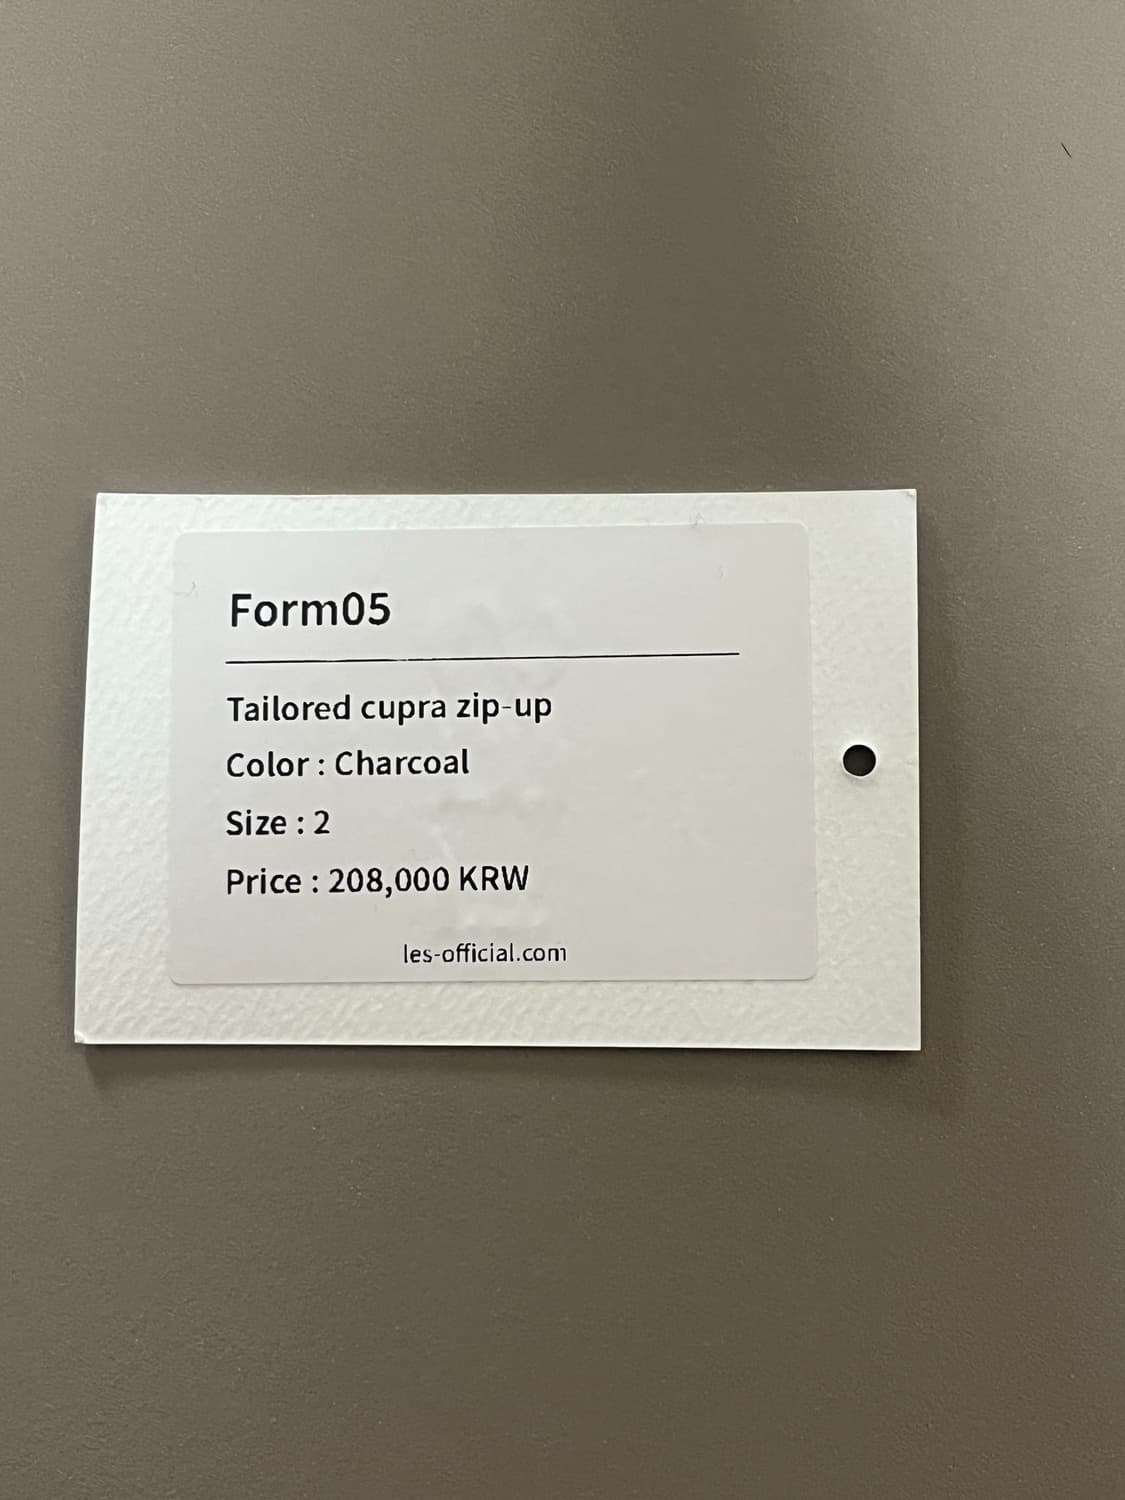 Form05
Tailored cupra zip-up
Color : Charcoal
Size : 2
Price : 208,000 KRW
les-official.com